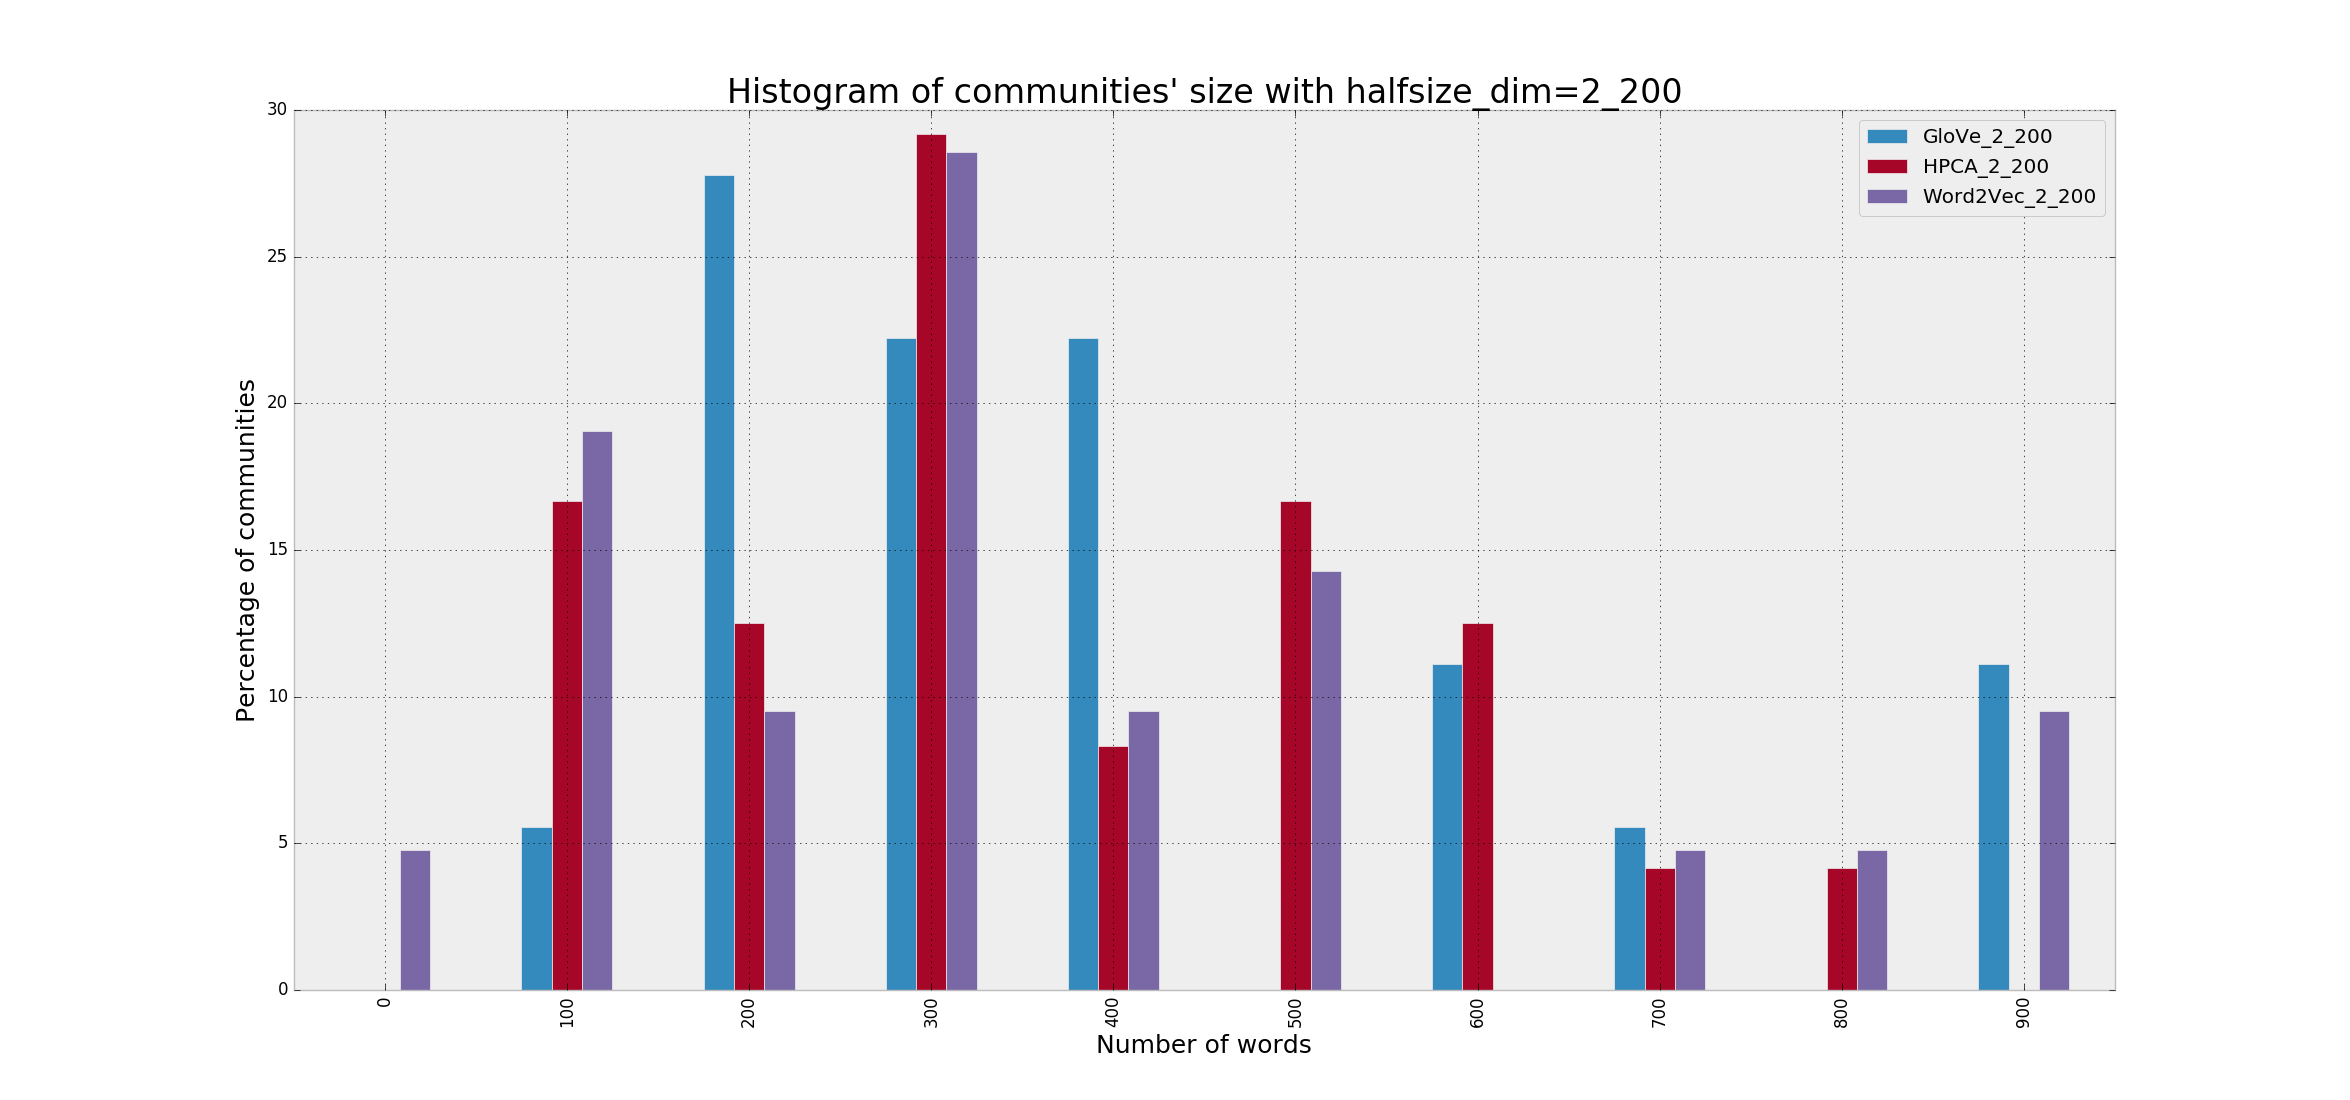 Histogram of communities' size with halfsize_dim=2_200
GloVe_2_200
HPCA_2_200
Word2Vec_2_200
Percentage of communities
30
25
20
15
10
5
0
0
100
200
300
400
500
600
700
800
900
Number of words